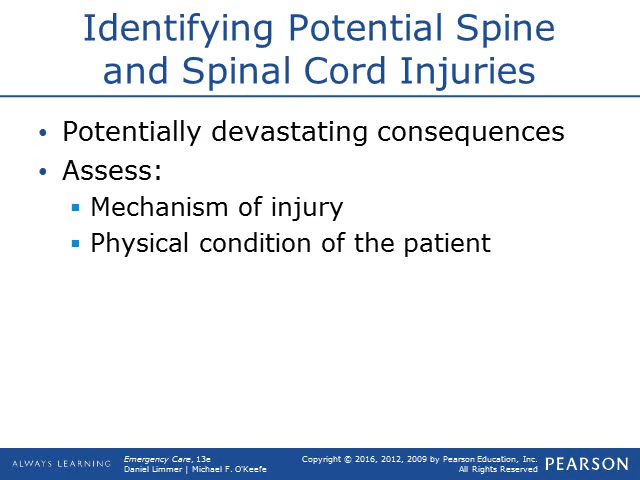 Identifying Potential Spine
and Spinal Cord Injuries
• Potentially devastating consequences
• Assess:
▪ Mechanism of injury
▪ Physical condition of the patient
ALWAYS LEARNING
Emergency Care, 13e
Daniel Limmer | Michael F. O'Keefe
Copyright © 2016, 2012, 2009 by Pearson Education, Inc.
All Rights Reserved
PEARSON